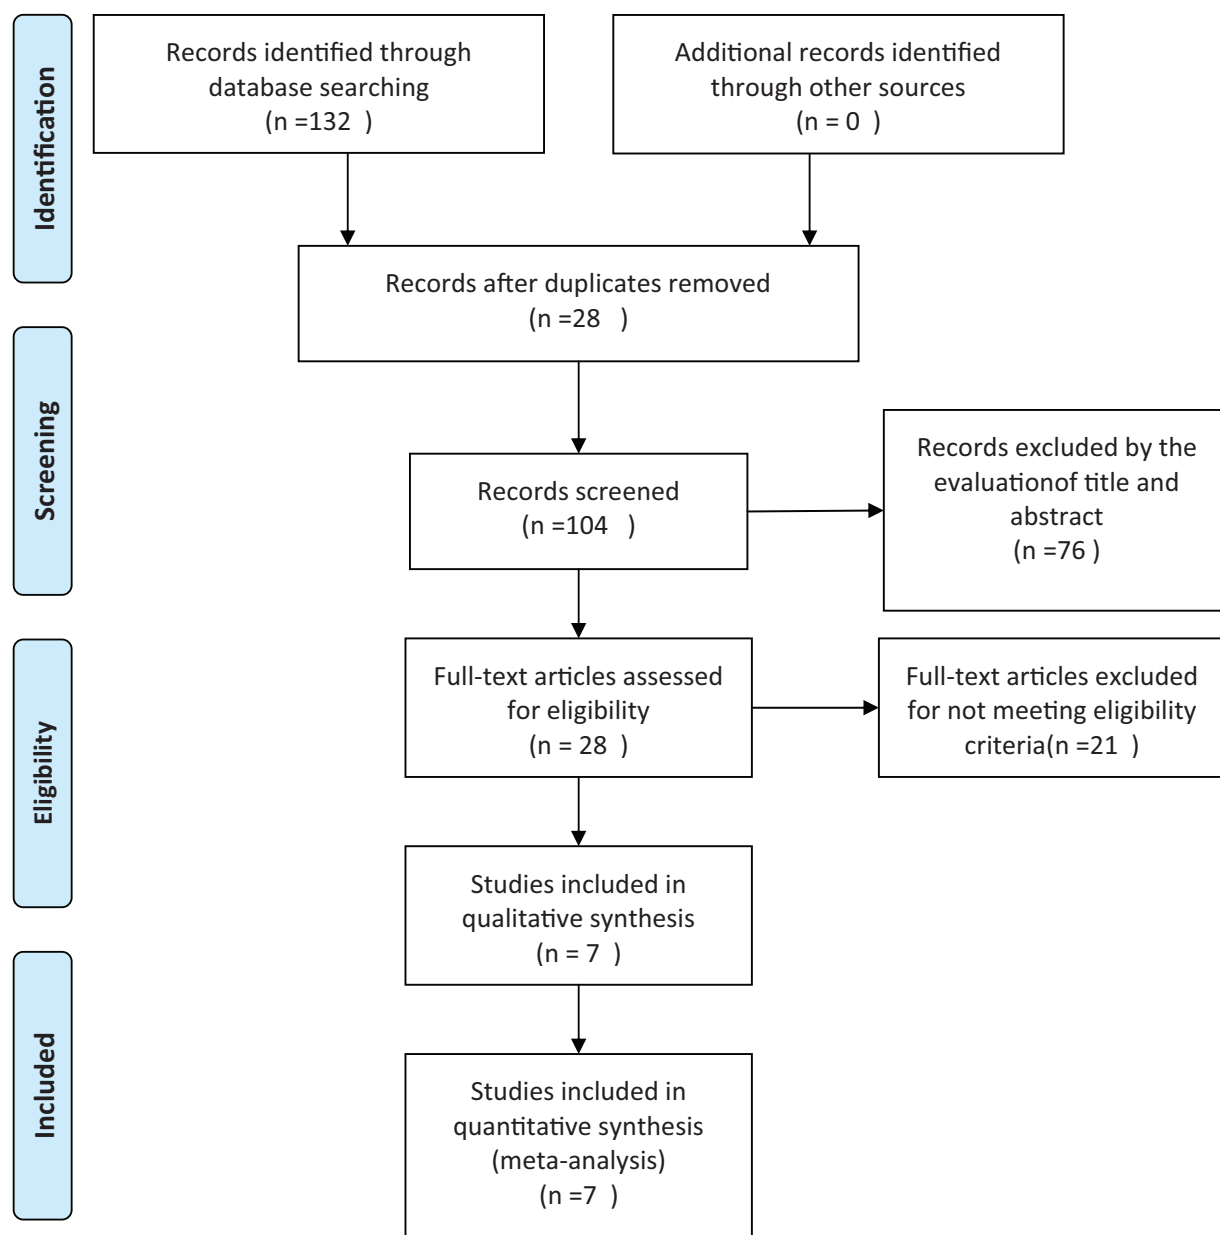 Identification
Records identified through
database searching
(n =132 )
Additional records identified
through other sources
(n = 0 )
Records after duplicates removed
(n =28 )
Screening
Records screened
(n =104 )
Records excluded by the
evaluationof title and
abstract
(n =76 )
Eligibility
Full-text articles assessed
for eligibility
(n = 28 )
Full-text articles excluded
for not meeting eligibility
criteria(n =21 )
Studies included in
qualitative synthesis
(n = 7 )
Included
Studies included in
quantitative synthesis
(meta-analysis)
(n =7 )